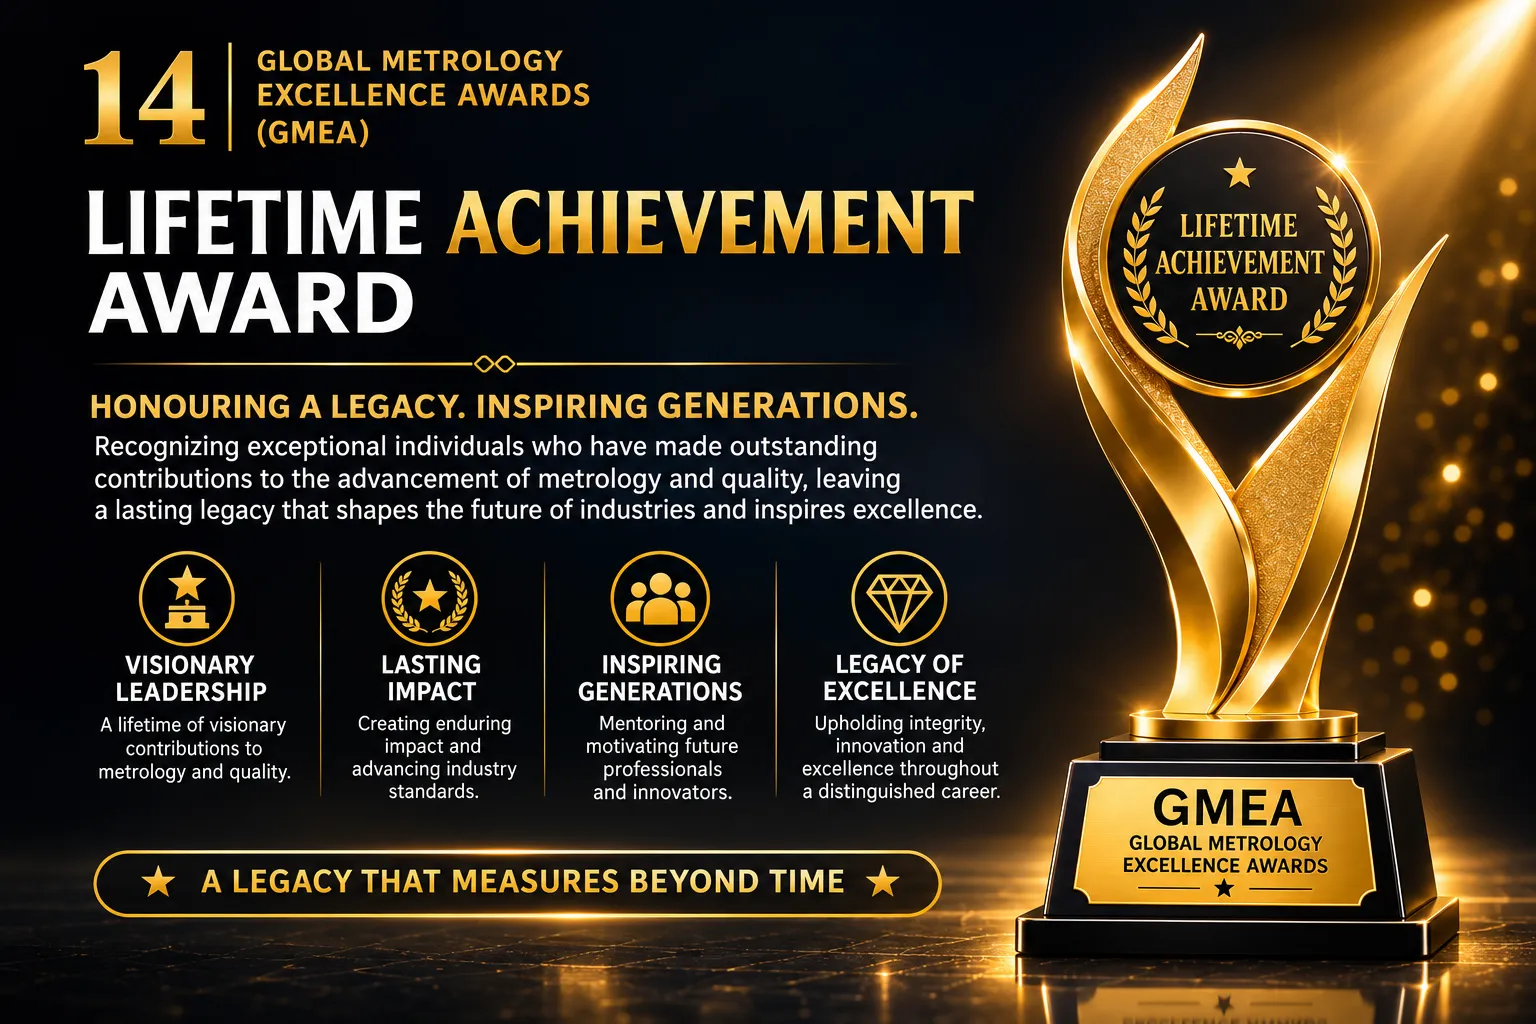 14
GLOBAL METROLOGY
EXCELLENCE AWARDS
(GMEA)
LIFETIME ACHIEVEMENT
AWARD
HONOURING A LEGACY. INSPIRING GENERATIONS.
Recognizing exceptional individuals who have made outstanding
contributions to the advancement of metrology and quality, leaving
a lasting legacy that shapes the future of industries and inspires excellence.
VISIONARY
LEADERSHIP
A lifetime of visionary
contributions to
metrology and quality.
LASTING
IMPACT
Creating enduring
impact and
advancing industry
standards.
INSPIRING
GENERATIONS
Mentoring and
motivating future
professionals
and innovators.
LEGACY OF
EXCELLENCE
Upholding integrity,
innovation and
excellence throughout
a distinguished career.
A LEGACY THAT MEASURES BEYOND TIME
LIFETIME
ACHIEVEMENT
AWARD
GMEA
GLOBAL METROLOGY
EXCELLENCE AWARDS